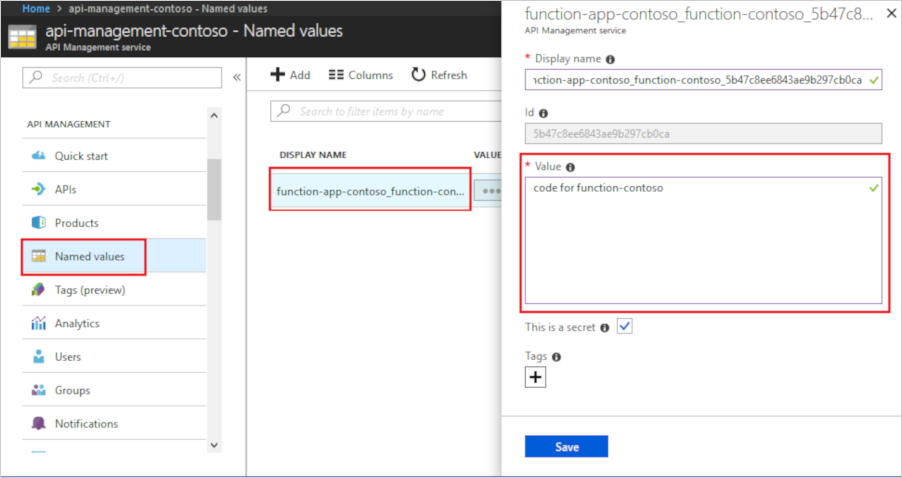 Home > api-management-contoso - Named values
api-management-contoso - Named values
API Management service
Search (Ctrl+/)
API MANAGEMENT
Quick start
APIs
Products
Named values
Tags (preview)
Analytics
Users
Groups
Notifications
Add Columns Refresh
Search to filter items by name
DISPLAY NAME VALUE
function-app-contoso_function-con...
function-app-contoso_function-contoso_5b47c8...
API Management service
* Display name
nction-app-contoso_function-contoso_5b47c8ee6843ae9b297cb0ca
Id
5b47c8ee6843ae9b297cb0ca
* Value
code for function-contoso
This is a secret
Tags
Save